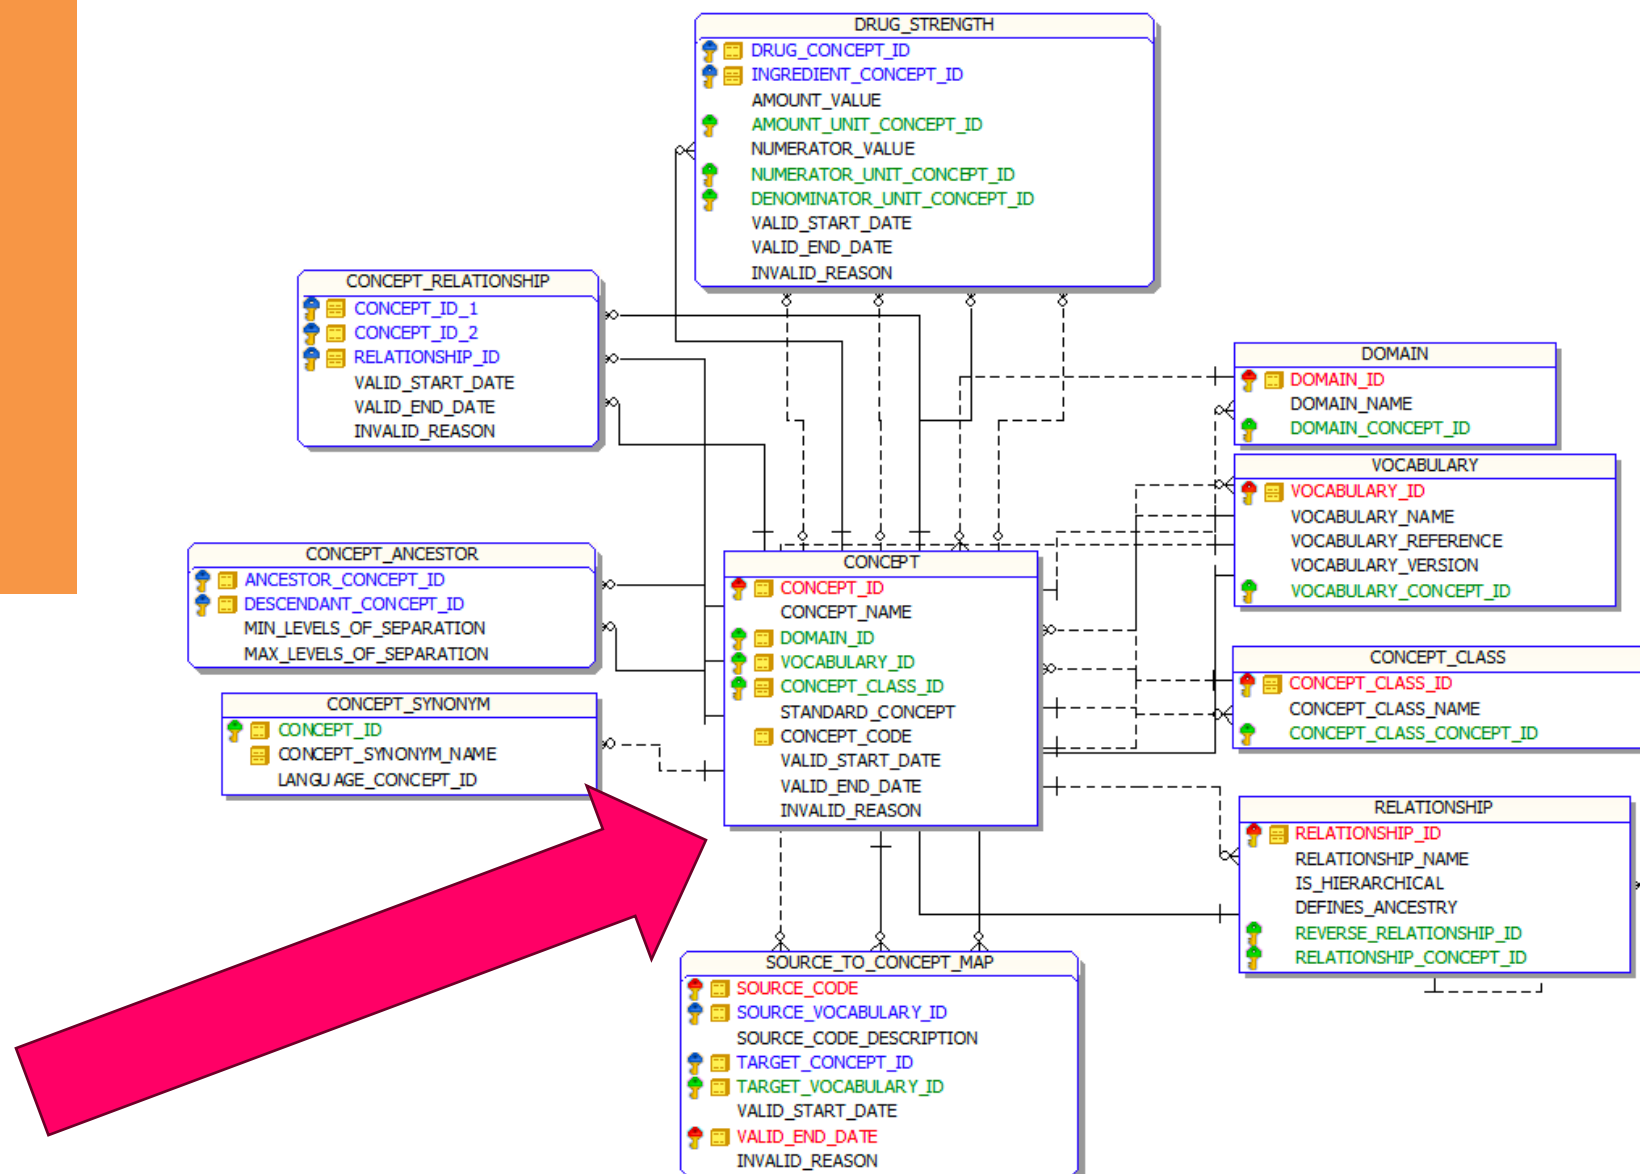 DRUG_STRENGTH
DRUG_CONCEPT_ID
INGREDIENT_CONCEPT_ID
AMOUNT_VALUE
AMOUNT_UNIT_CONCEPT_ID
NUMERATOR_VALUE
NUMERATOR_UNIT_CONCEPT_ID
DENOMINATOR_UNIT_CONCEPT_ID
VALID_START_DATE
VALID_END_DATE
INVALID_REASON
CONCEPT_RELATIONSHIP
CONCEPT_ID_1
CONCEPT_ID_2
RELATIONSHIP_ID
VALID_START_DATE
VALID_END_DATE
INVALID_REASON
DOMAIN
DOMAIN_ID
DOMAIN_NAME
DOMAIN_CONCEPT_ID
VOCABULARY
VOCABULARY_ID
VOCABULARY_NAME
VOCABULARY_REFERENCE
VOCABULARY_VERSION
VOCABULARY_CONCEPT_ID
CONCEPT_ANCESTOR
ANCESTOR_CONCEPT_ID
DESCENDANT_CONCEPT_ID
MIN_LEVELS_OF_SEPARATION
MAX_LEVELS_OF_SEPARATION
CONCEPT
CONCEPT_ID
CONCEPT_NAME
DOMAIN_ID
VOCABULARY_ID
CONCEPT_CLASS_ID
STANDARD_CONCEPT
CONCEPT_CODE
VALID_START_DATE
VALID_END_DATE
INVALID_REASON
CONCEPT_CLASS
CONCEPT_CLASS_ID
CONCEPT_CLASS_NAME
CONCEPT_CLASS_CONCEPT_ID
CONCEPT_SYNONYM
CONCEPT_ID
CONCEPT_SYNONYM_NAME
LANGUAGE_CONCEPT_ID
RELATIONSHIP
RELATIONSHIP_ID
RELATIONSHIP_NAME
IS_HIERARCHICAL
DEFINES_ANCESTRY
REVERSE_RELATIONSHIP_ID
RELATIONSHIP_CONCEPT_ID
SOURCE_TO_CONCEPT_MAP
SOURCE_CODE
SOURCE_VOCABULARY_ID
SOURCE_CODE_DESCRIPTION
TARGET_CONCEPT_ID
TARGET_VOCABULARY_ID
VALID_START_DATE
VALID_END_DATE
INVALID_REASON